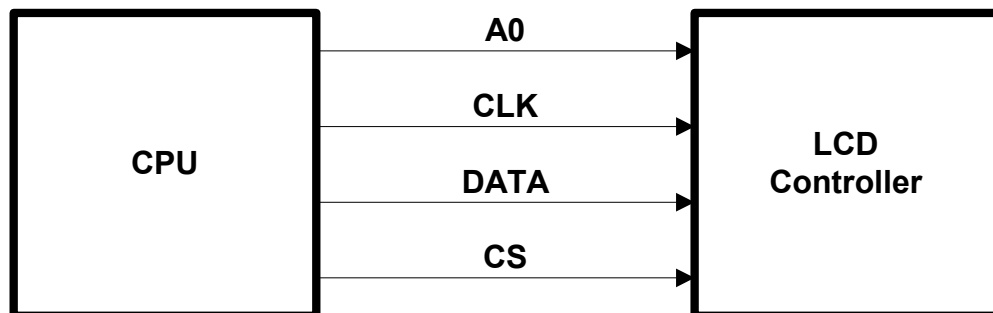 A0
CLK
CPU
DATA
CS
LCD
Controller